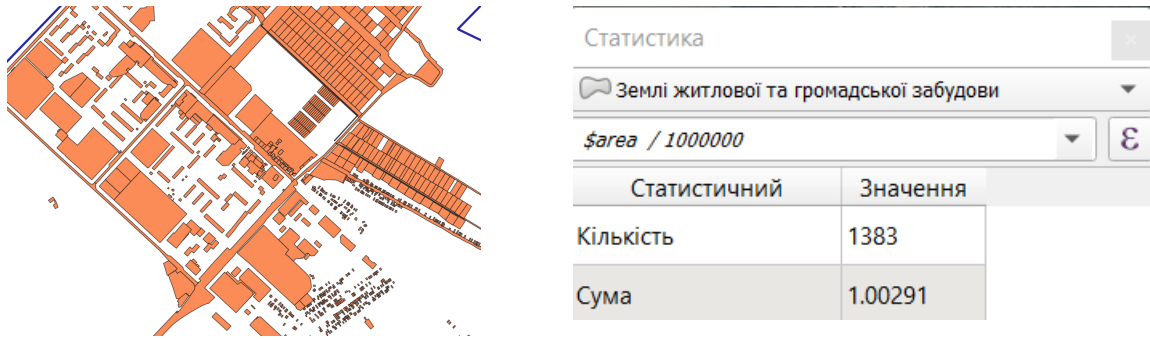 Статистика
Землі житлової та громадської забудови
$area / 1000000
ε
Статистичний Значення
Кількість 1383
Сума 1.00291